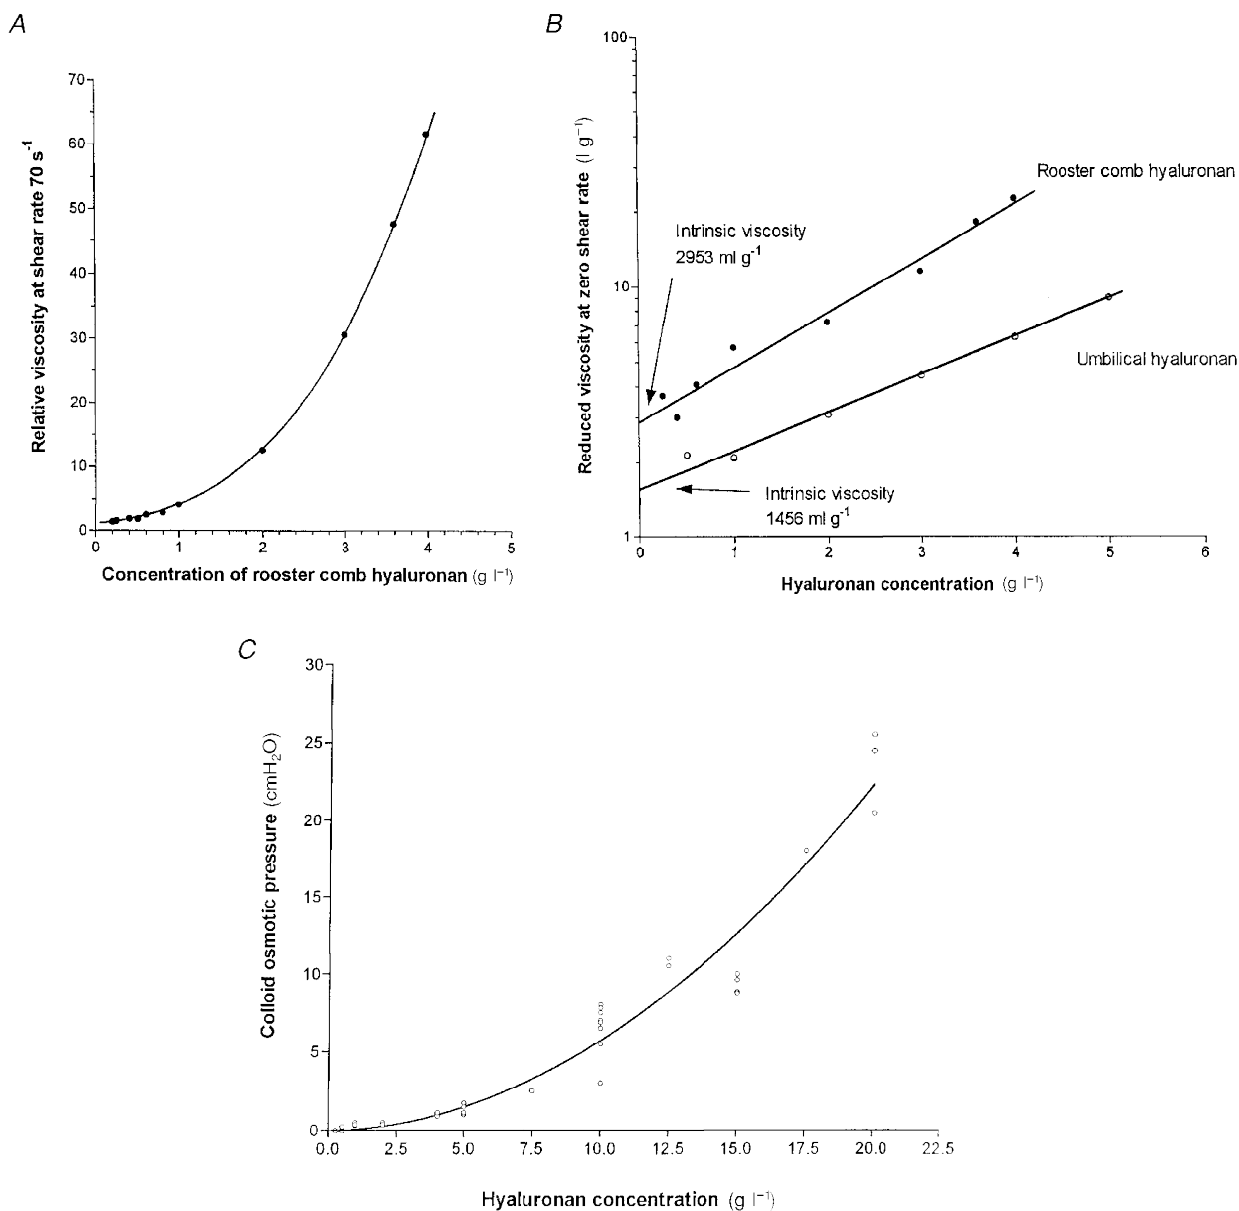 A
B
70
60
50
40
30
20
10
0
Relative viscosity at shear rate 70 s⁻¹
0 1 2 3 4 5
Concentration of rooster comb hyaluronan (g l⁻¹)
100
10
1
Reduced viscosity at zero shear rate (l g⁻¹)
Rooster comb hyaluronan
Intrinsic viscosity
2953 ml g⁻¹
Umbilical hyaluronan
Intrinsic viscosity
1456 ml g⁻¹
0 1 2 3 4 5 6
Hyaluronan concentration (g l⁻¹)
C
30
25
20
15
10
5
0
Colloid osmotic pressure (cmH₂O)
0.0 2.5 5.0 7.5 10.0 12.5 15.0 17.5 20.0 22.5
Hyaluronan concentration (g l⁻¹)